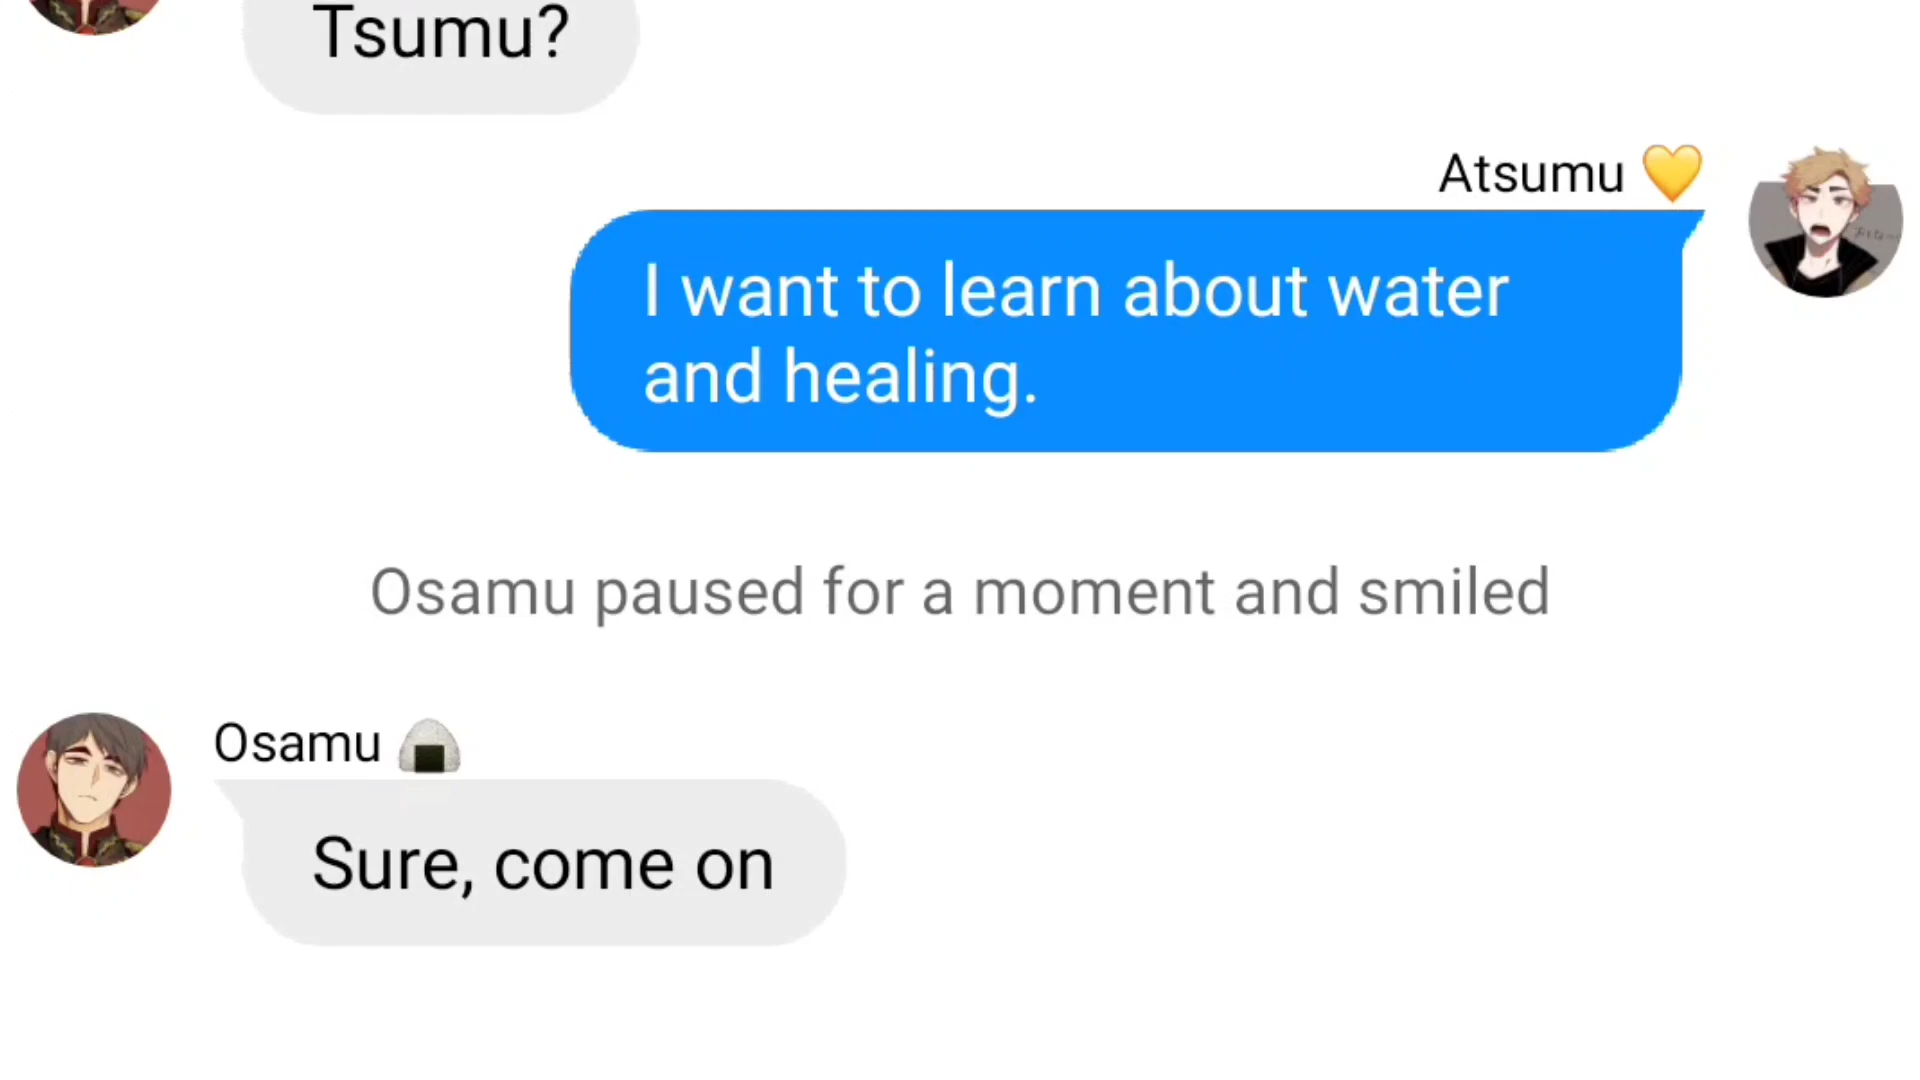 Tsumu?
Atsumu 💛
I want to learn about water
and healing.
Osamu paused for a moment and smiled
Osamu 🍙
Sure, come on